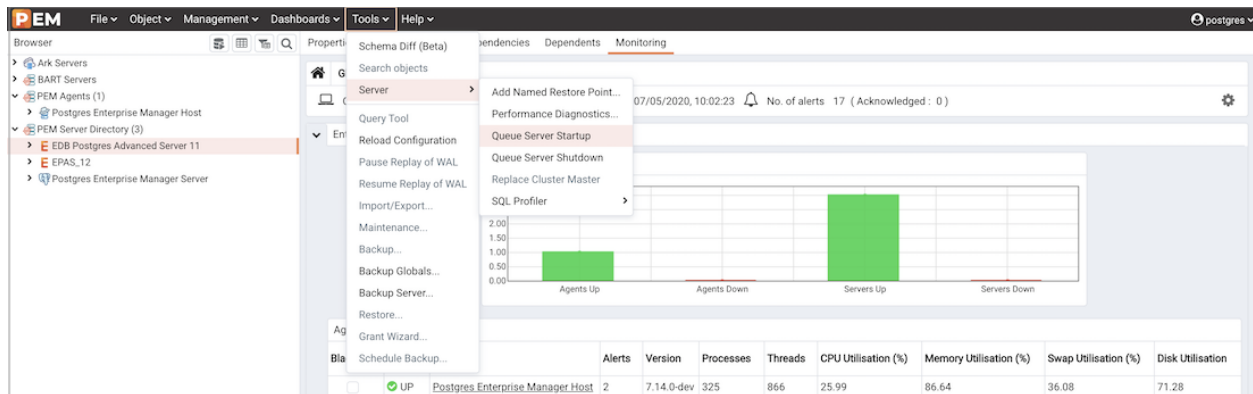 PEM File Object Management Dashboards Tools Help postgres
Browser
Ark Servers
BART Servers
PEM Agents (1)
Postgres Enterprise Manager Host
PEM Server Directory (3)
EDB Postgres Advanced Server 11
EPAS_12
Postgres Enterprise Manager Server
Dependents Monitoring
Schema Diff (Beta)
Search objects
Server
Query Tool
Reload Configuration
Pause Replay of WAL
Resume Replay of WAL
Import/Export...
Maintenance...
Backup...
Backup Globals...
Backup Server...
Restore...
Grant Wizard...
Schedule Backup...
Add Named Restore Point...
Performance Diagnostics...
Queue Server Startup
Queue Server Shutdown
Replace Cluster Master
SQL Profiler
07/05/2020, 10:02:23 No. of alerts 17 (Acknowledged: 0)
2.00
1.50
1.00
0.50
0.00
Agents Up Agents Down Servers Up Servers Down
Alerts Version Processes Threads CPU Utilisation (%) Memory Utilisation (%) Swap Utilisation (%) Disk Utilisation
UP Postgres Enterprise Manager Host 2 7.14.0-dev 325 866 25.99 86.64 36.08 71.28